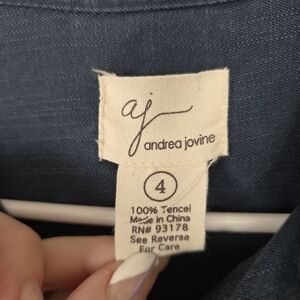 aj
andrea jovine
4
100% Tencel
Made in China
RN# 93178
See Reverse
For Care